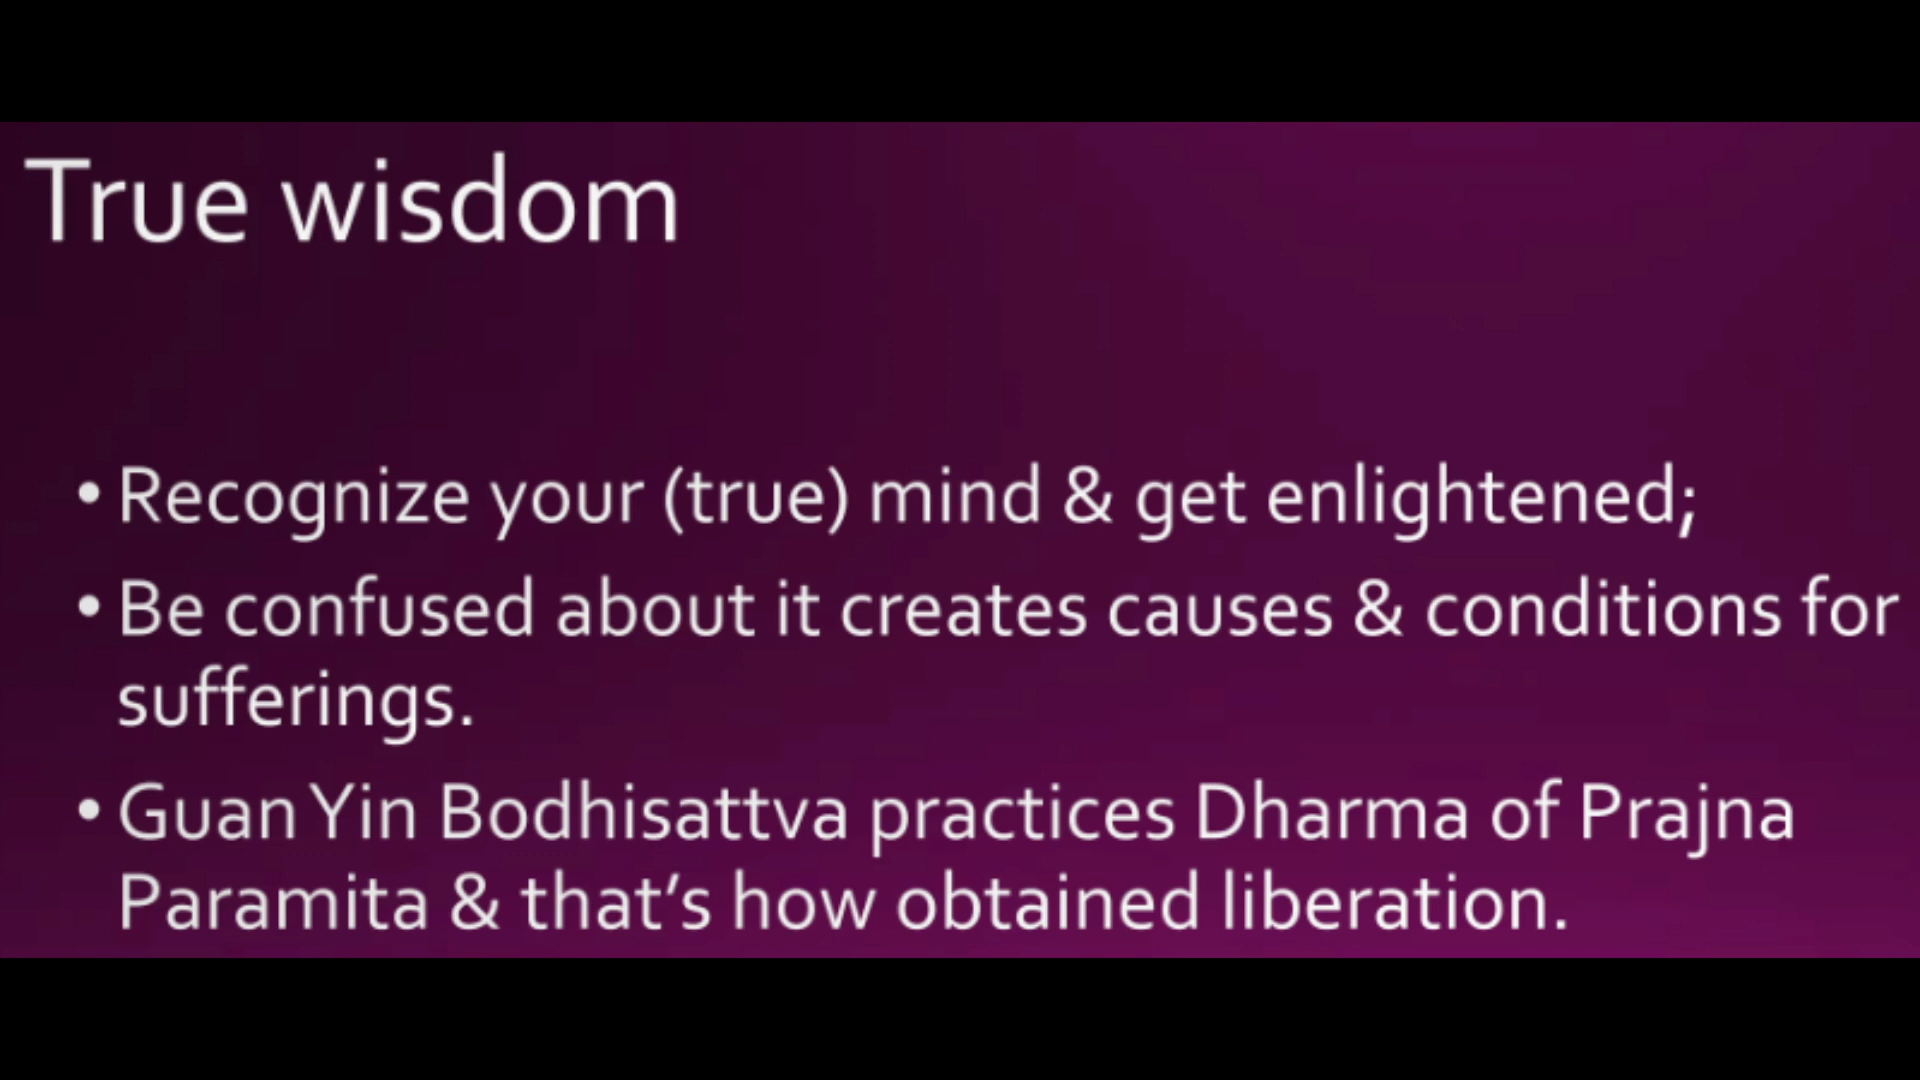 True wisdom
• Recognize your (true) mind & get enlightened;
• Be confused about it creates causes & conditions for
sufferings.
• Guan Yin Bodhisattva practices Dharma of Prajna
Paramita & that’s how obtained liberation.